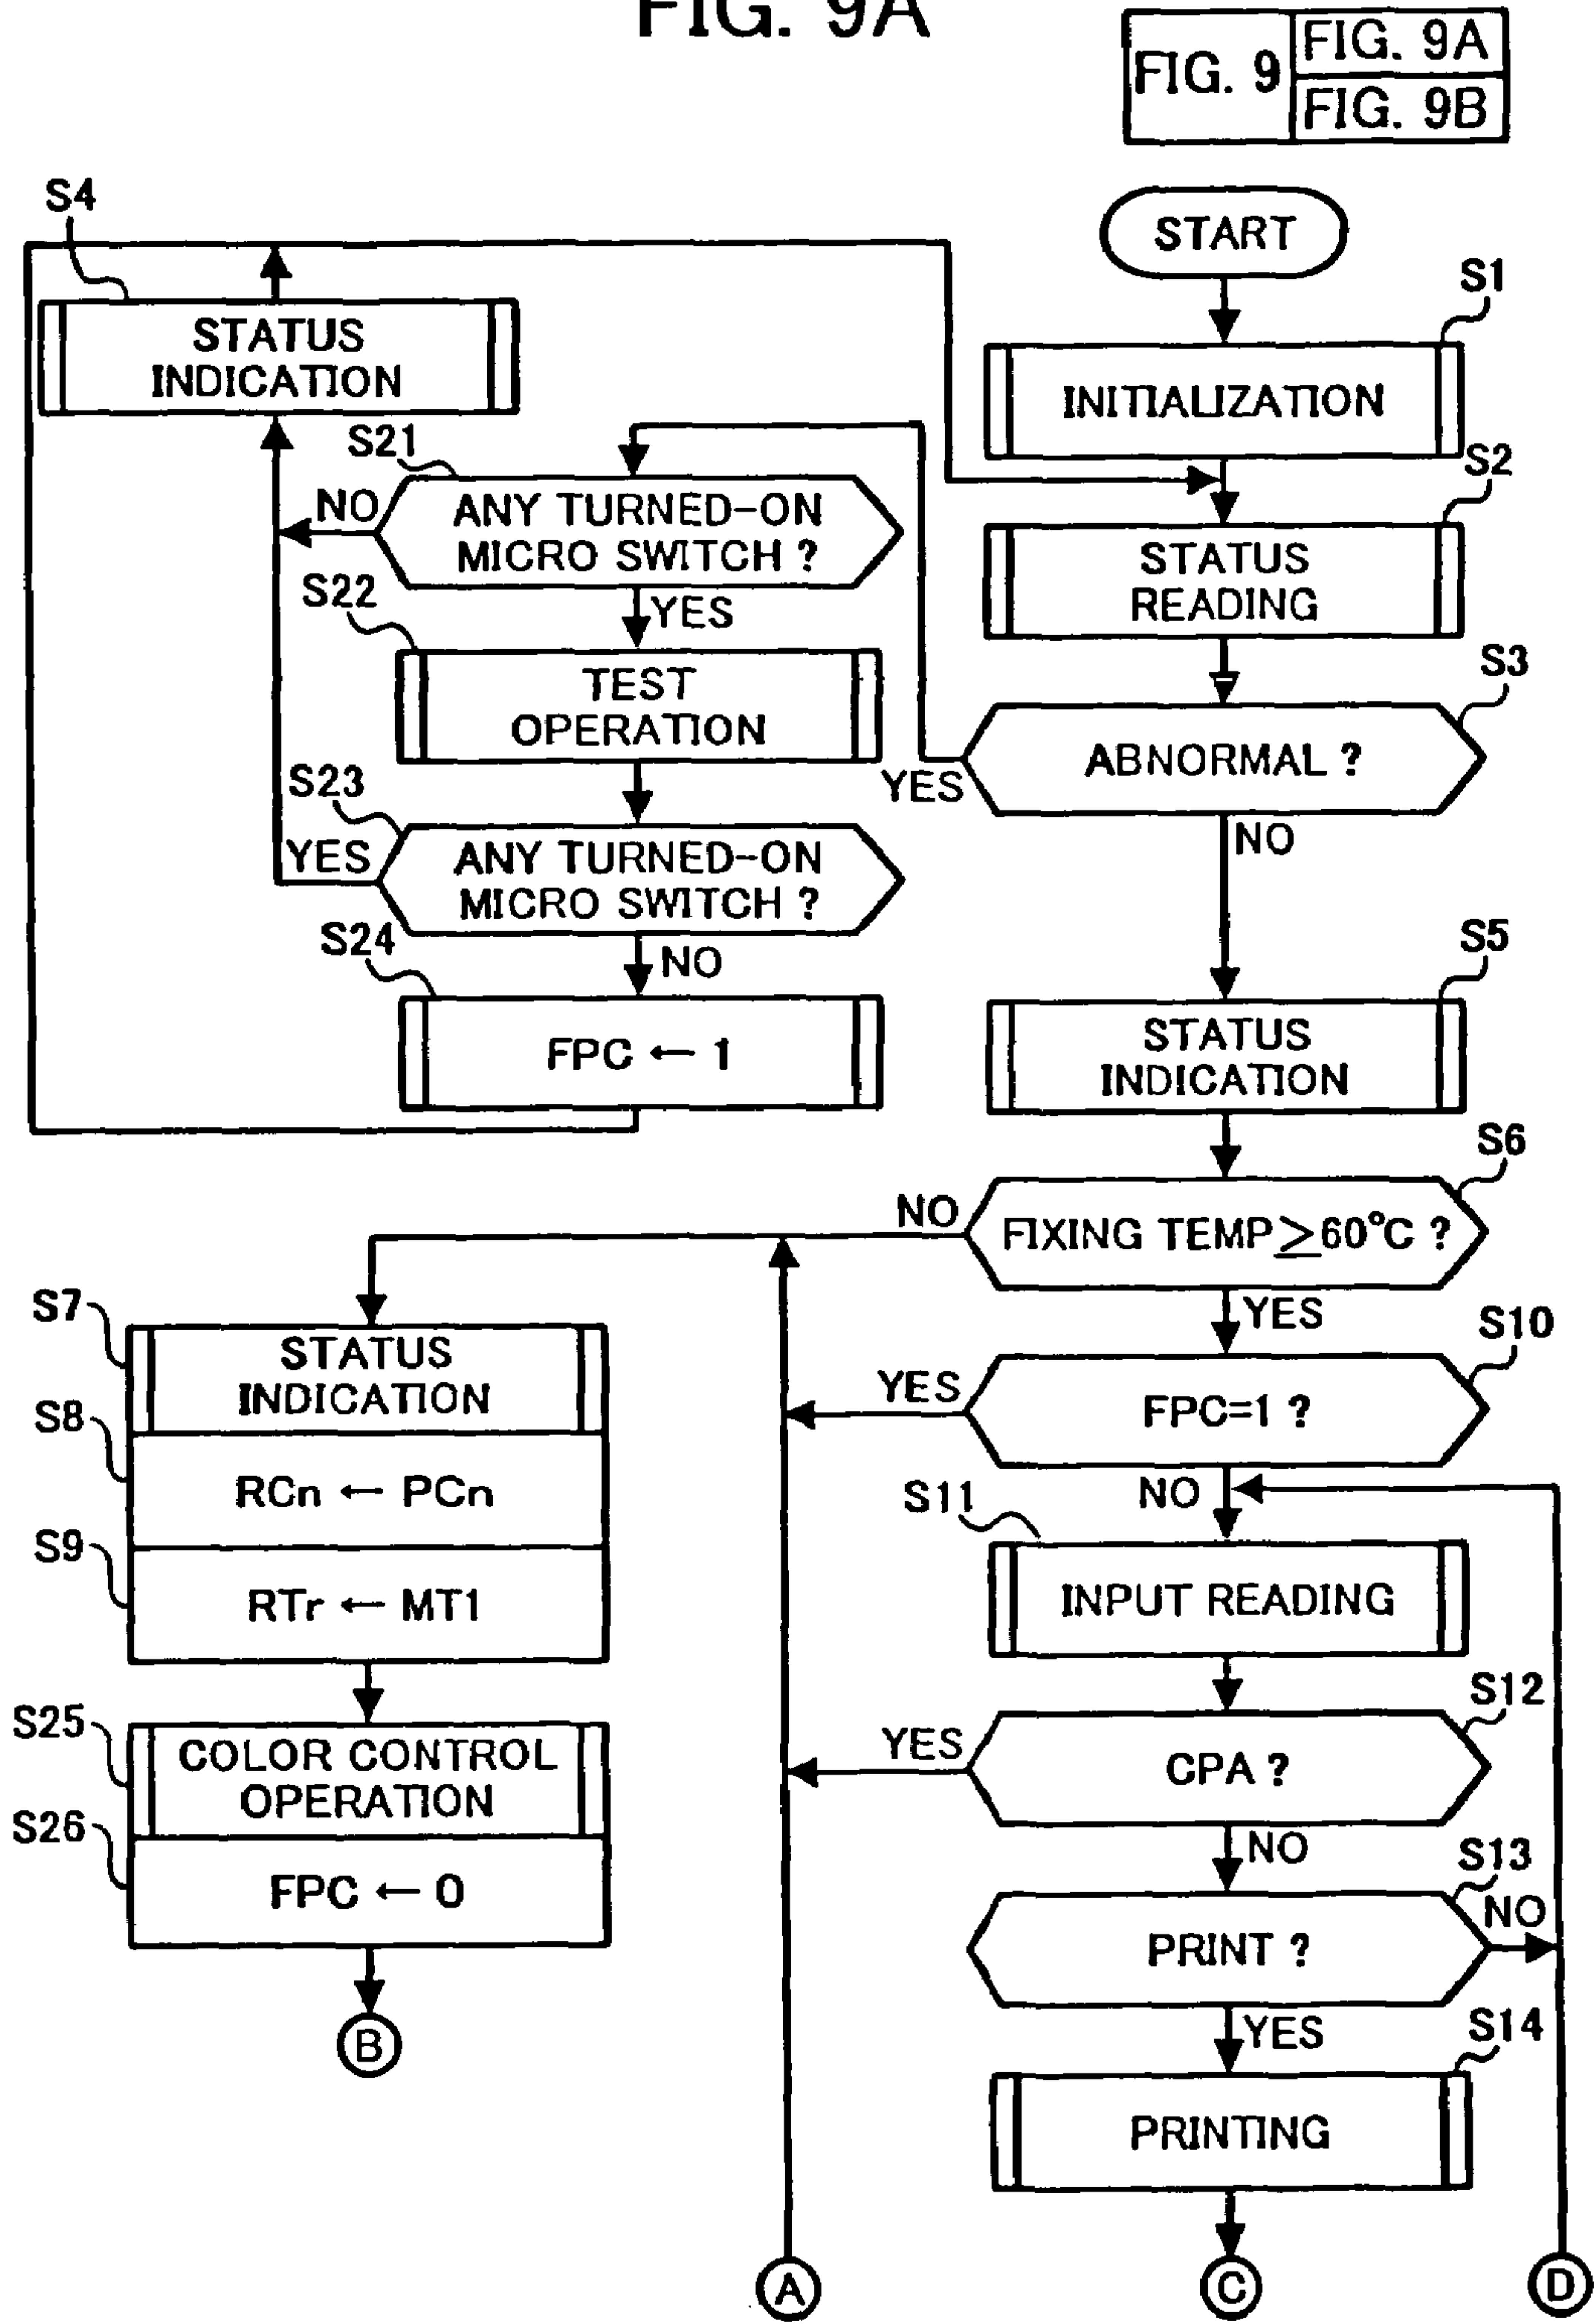 FIG. 9A
FIG. 9
FIG. 9A
FIG. 9B
START
S1
INITIALIZATION
S2
STATUS
READING
S3
ABNORMAL ?
YES
NO
S4
STATUS
INDICATION
S21
ANY TURNED-ON
MICRO SWITCH ?
NO
YES
S22
TEST
OPERATION
S23
ANY TURNED-ON
MICRO SWITCH ?
YES
NO
S24
FPC ← 1
S5
STATUS
INDICATION
S6
FIXING TEMP ≥ 60°C ?
NO
YES
S7
STATUS
INDICATION
S8
RCn ← PCn
S9
RTr ← MT1
S25
COLOR CONTROL
OPERATION
S26
FPC ← 0
B
S10
FPC=1 ?
YES
NO
S11
INPUT READING
S12
CPA ?
YES
NO
S13
PRINT ?
NO
YES
S14
PRINTING
A
C
D